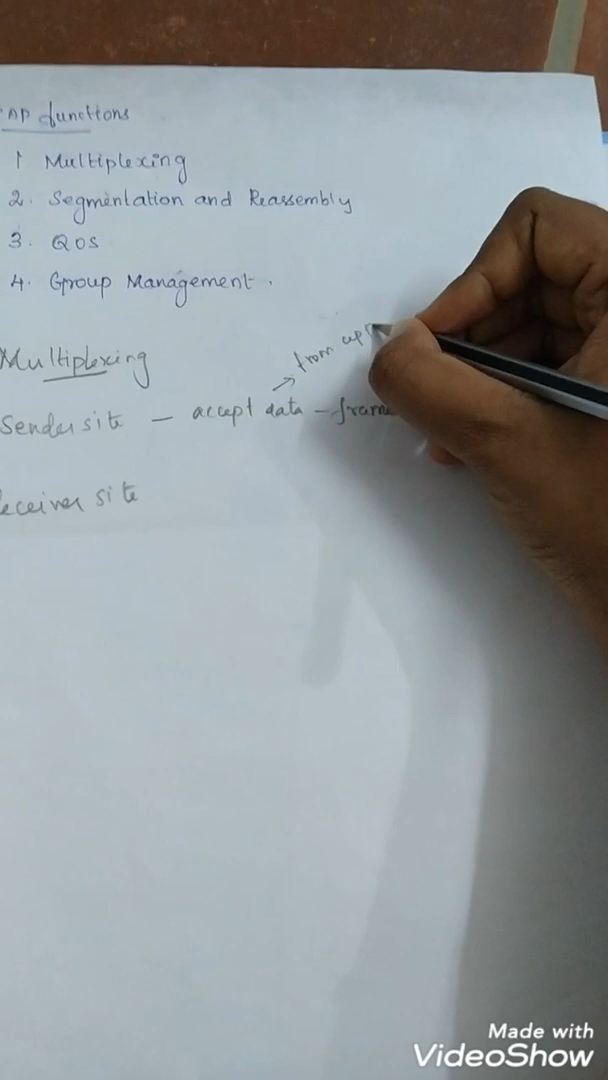 AP functions
1 Multiplexing
2. Segmentation and Reassembly
3. QOS
4. Group Management.
Multiplexing
from up
Sender site — accept data — frame
eceiver site
Made with
VideoShow